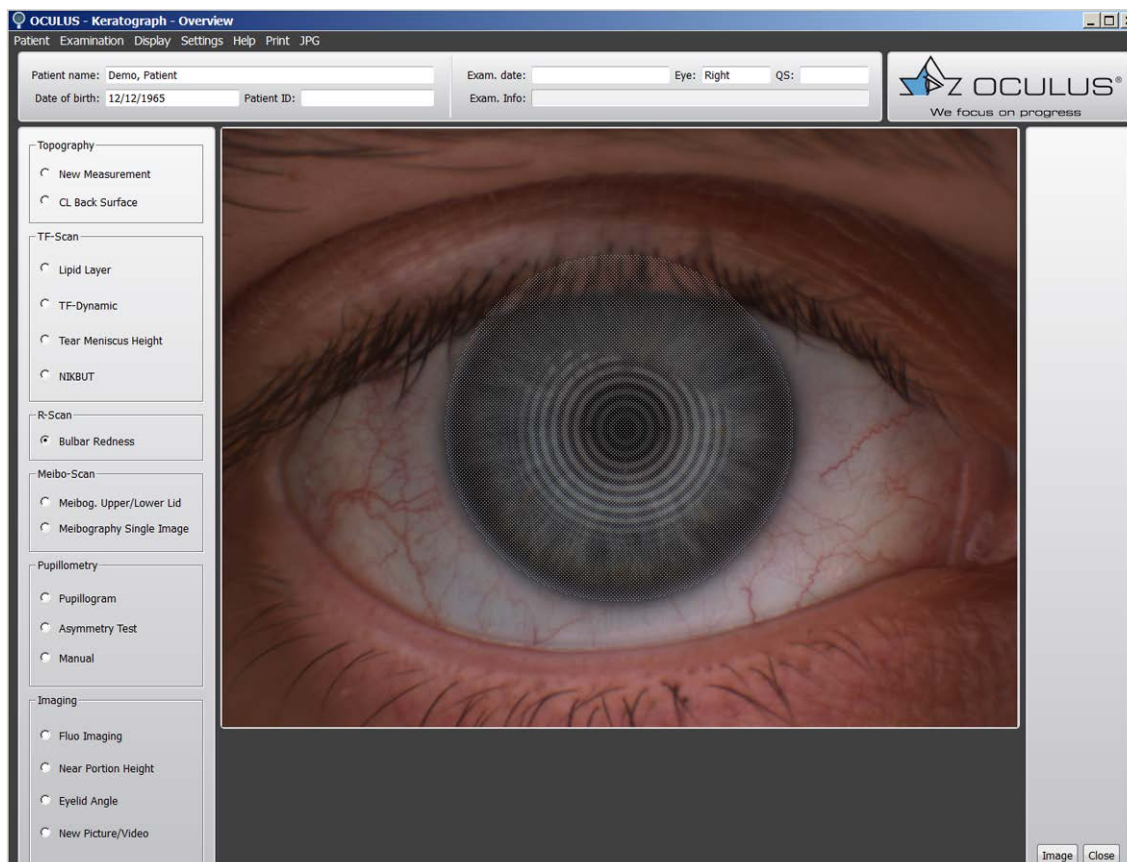 OCULUS - Keratograph - Overview
Patient Examination Display Settings Help Print JPG
Patient name: Demo, Patient
Date of birth: 12/12/1965 Patient ID:
Exam. date: Eye: Right QS:
Exam. Info:
OCULUS®
We focus on progress
Topography
New Measurement
CL Back Surface
TF-Scan
Lipid Layer
TF-Dynamic
Tear Meniscus Height
NIKBUT
R-Scan
Bulbar Redness
Meibo-Scan
Meibog. Upper/Lower Lid
Meibography Single Image
Pupillometry
Pupillogram
Asymmetry Test
Manual
Imaging
Fluo Imaging
Near Portion Height
Eyelid Angle
New Picture/Video
Image Close